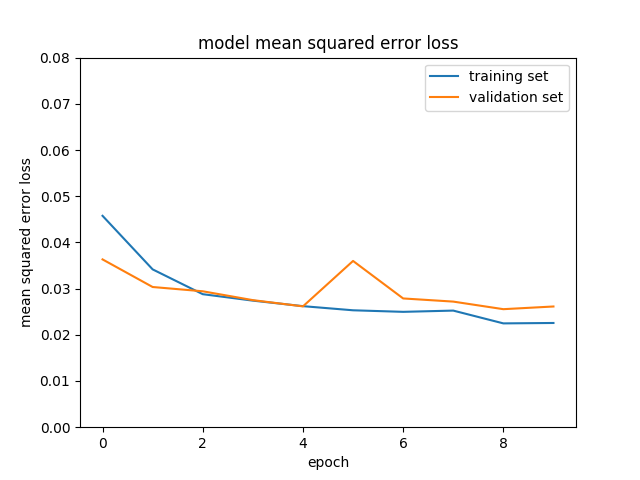 model mean squared error loss
0.08
0.07
0.06
0.05
0.04
0.03
0.02
0.01
0.00
mean squared error loss
training set
validation set
0 2 4 6 8
epoch